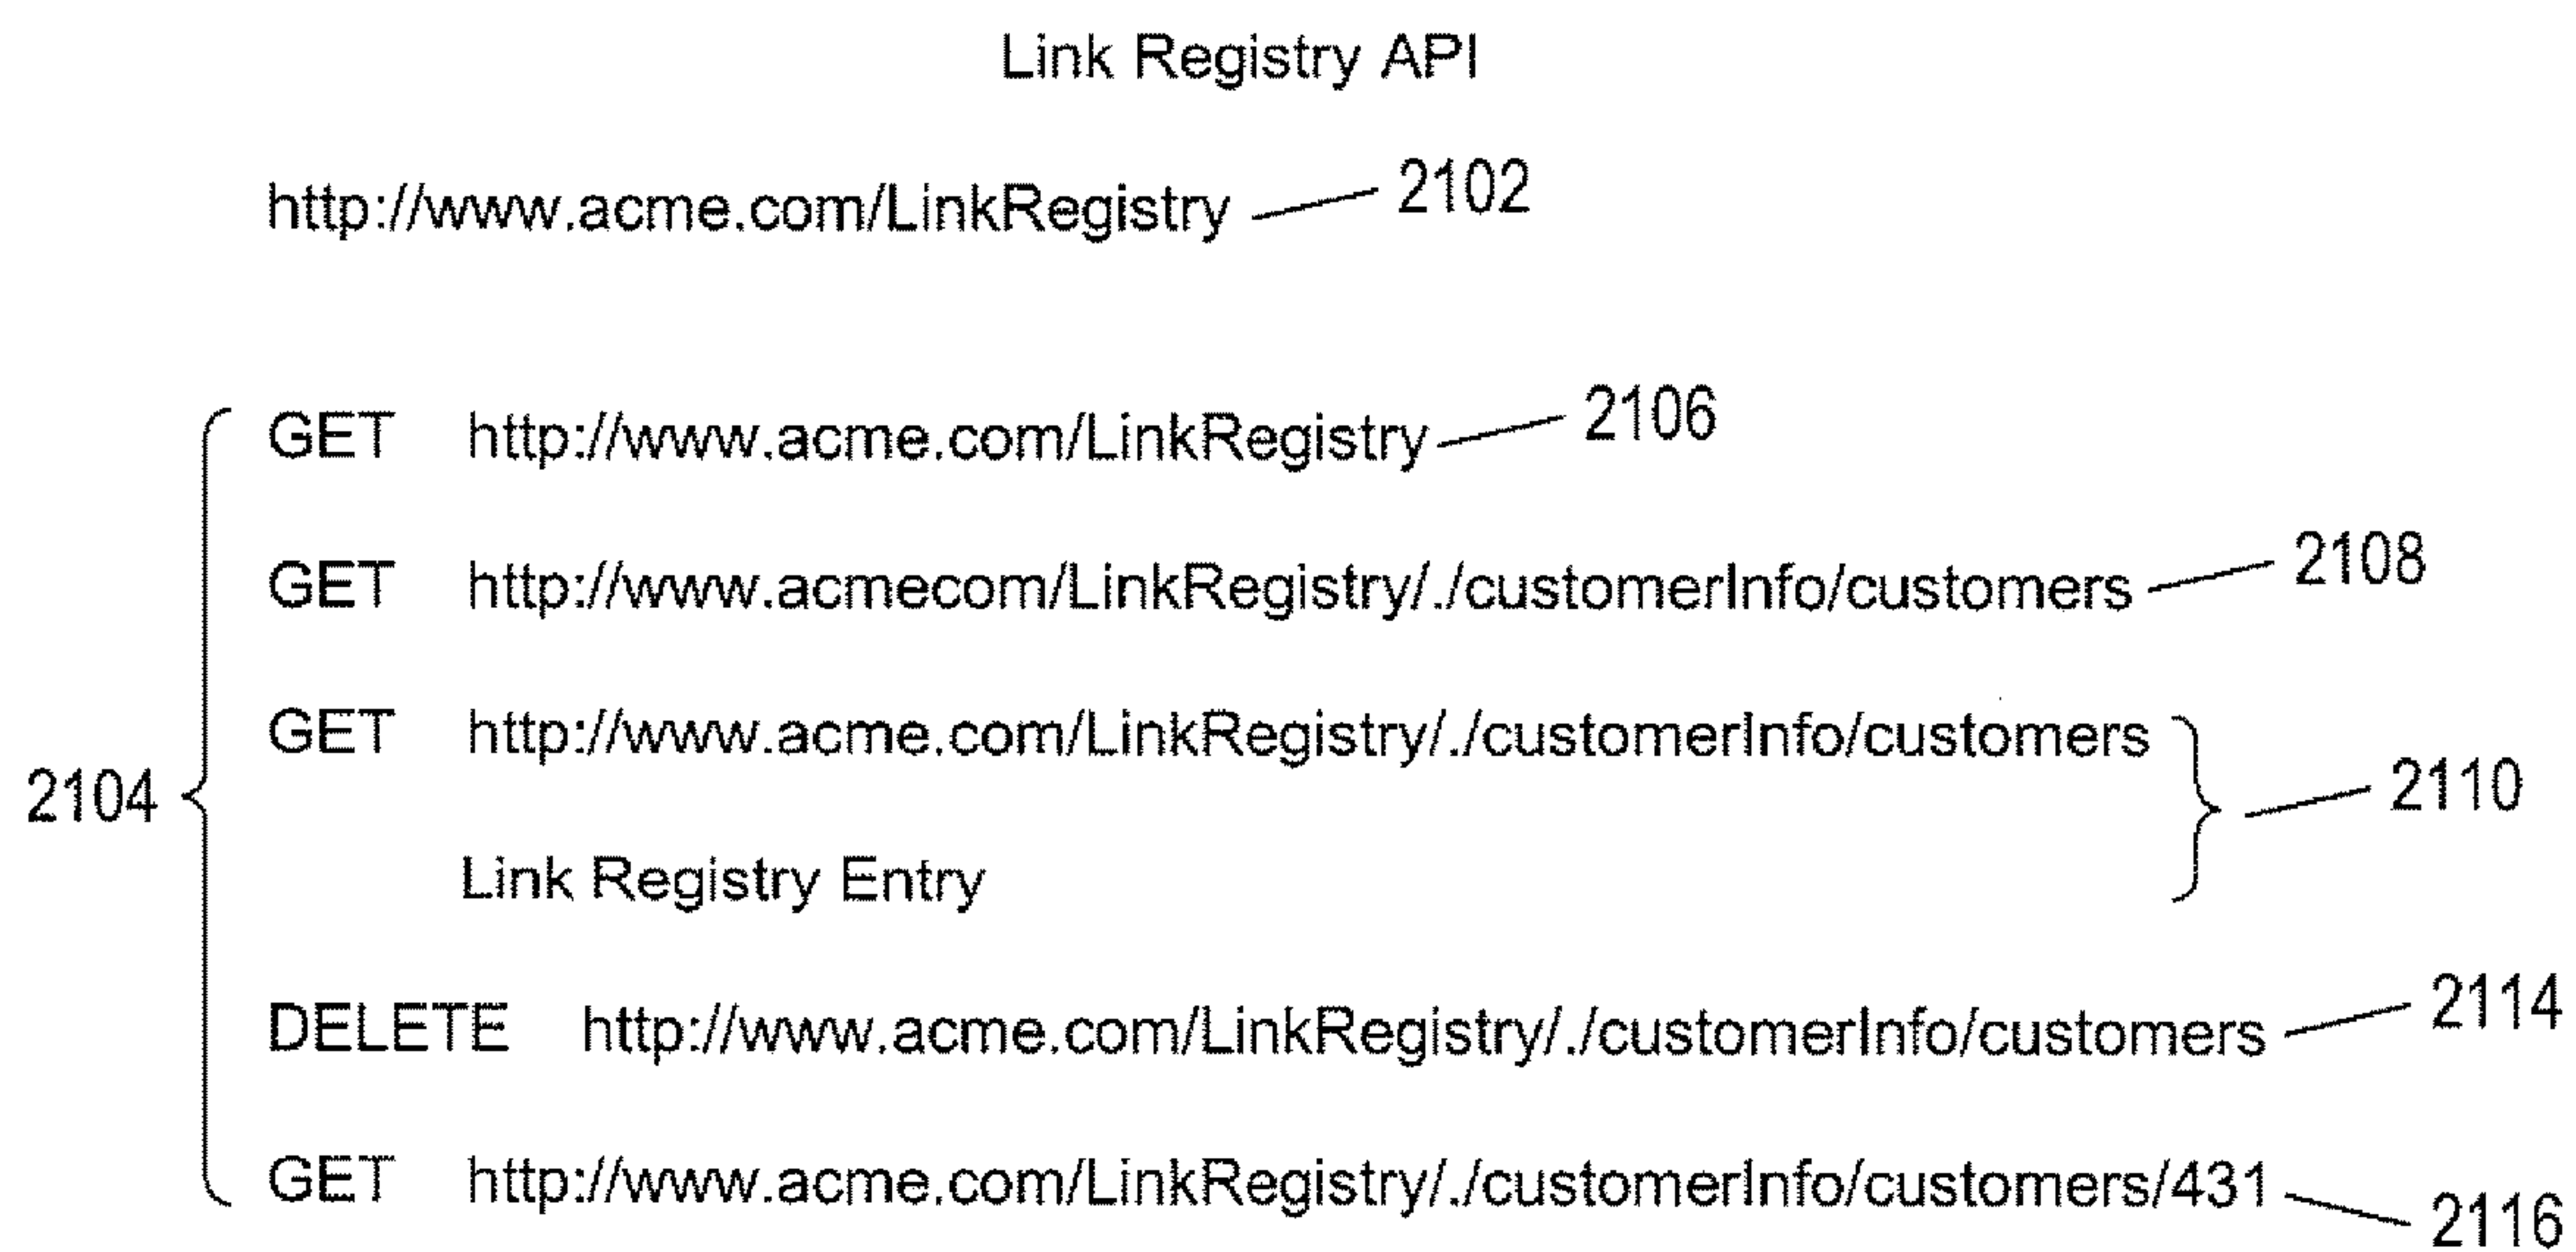 Link Registry API
http://www.acme.com/LinkRegistry 2102
GET http://www.acme.com/LinkRegistry 2106
GET http://www.acmecom/LinkRegistry/./customerInfo/customers 2108
GET http://www.acme.com/LinkRegistry/./customerInfo/customers
2104 2110
Link Registry Entry
DELETE http://www.acme.com/LinkRegistry/./customerInfo/customers 2114
GET http://www.acme.com/LinkRegistry/./customerInfo/customers/431 2116